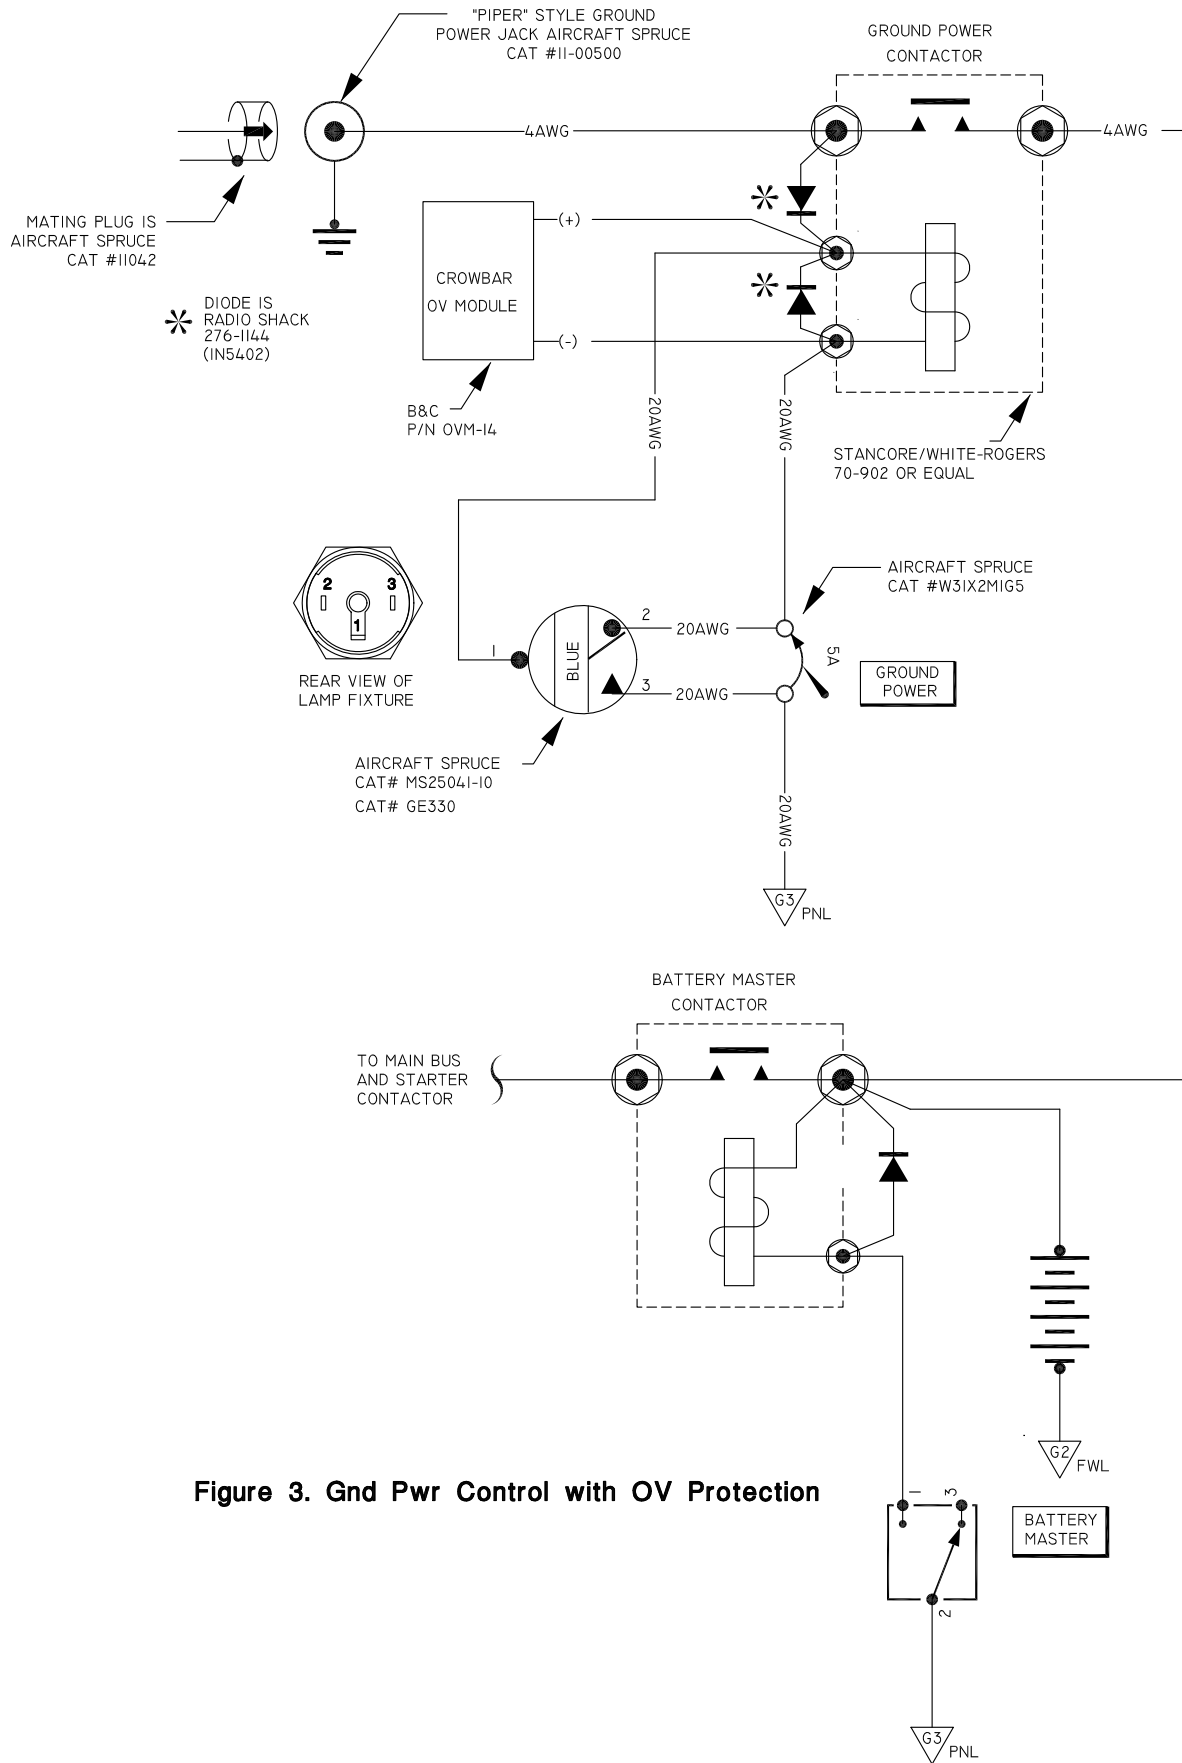 "PIPER" STYLE GROUND
POWER JACK AIRCRAFT SPRUCE
CAT #11-00500
GROUND POWER
CONTACTOR
4AWG
4AWG
MATING PLUG IS
AIRCRAFT SPRUCE
CAT #11042
(+)
CROWBAR
OV MODULE
(-)
DIODE IS
RADIO SHACK
276-1144
(IN5402)
B&C
P/N OVM-14
20AWG
20AWG
STANCORE/WHITE-ROGERS
70-902 OR EQUAL
2
3
1
REAR VIEW OF
LAMP FIXTURE
AIRCRAFT SPRUCE
CAT #W31X2M1G5
1
BLUE
2
3
20AWG
20AWG
5A
GROUND
POWER
AIRCRAFT SPRUCE
CAT# MS25041-10
CAT# GE330
20AWG
G3
PNL
BATTERY MASTER
CONTACTOR
TO MAIN BUS
AND STARTER
CONTACTOR
G2
FWL
Figure 3. Gnd Pwr Control with OV Protection
1
3
2
BATTERY
MASTER
G3
PNL